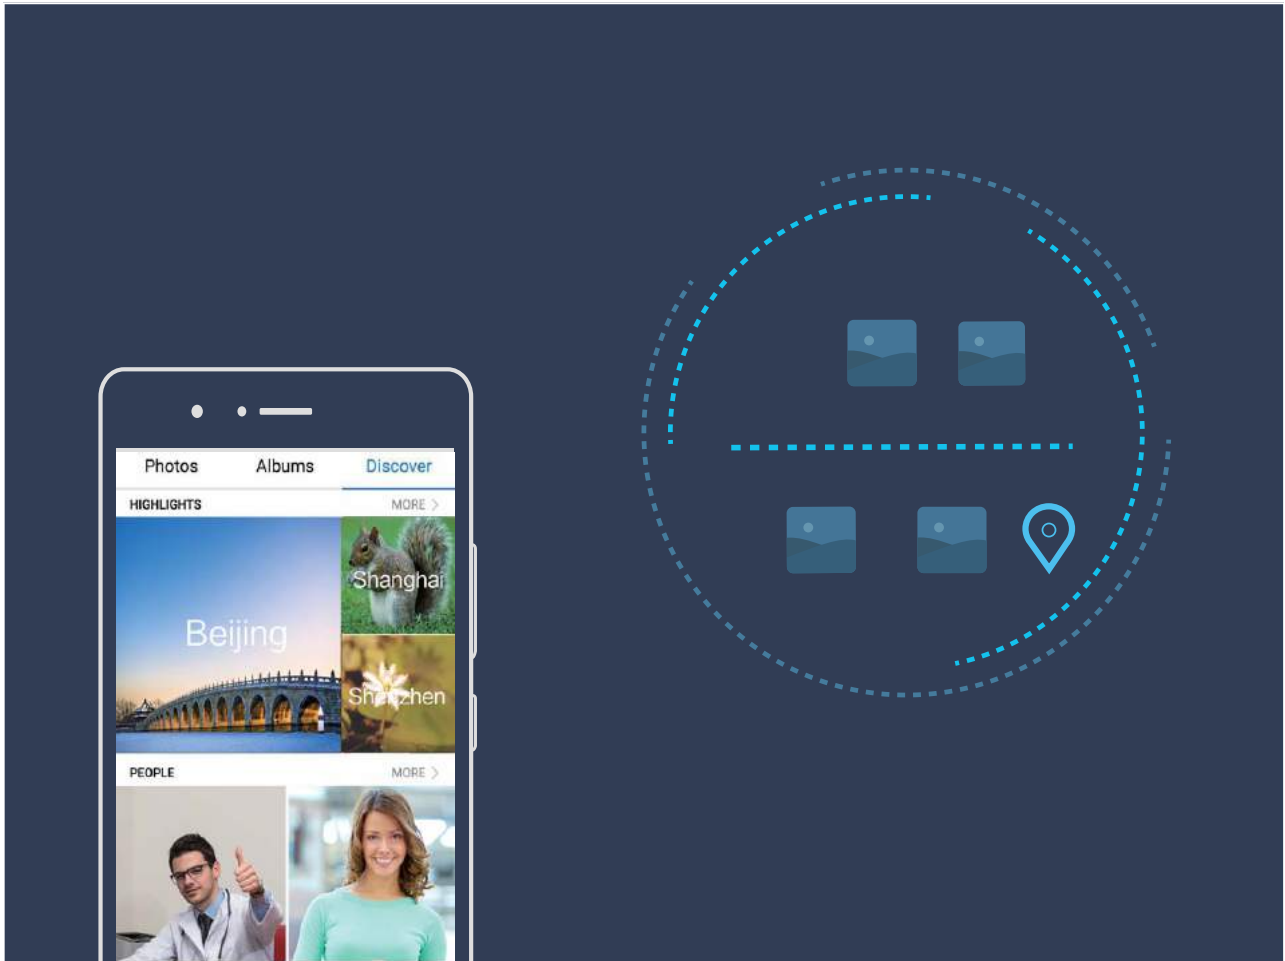 Photos Albums Discover
HIGHLIGHTS MORE >
Beijing
Shanghai
Shenzhen
PEOPLE MORE >